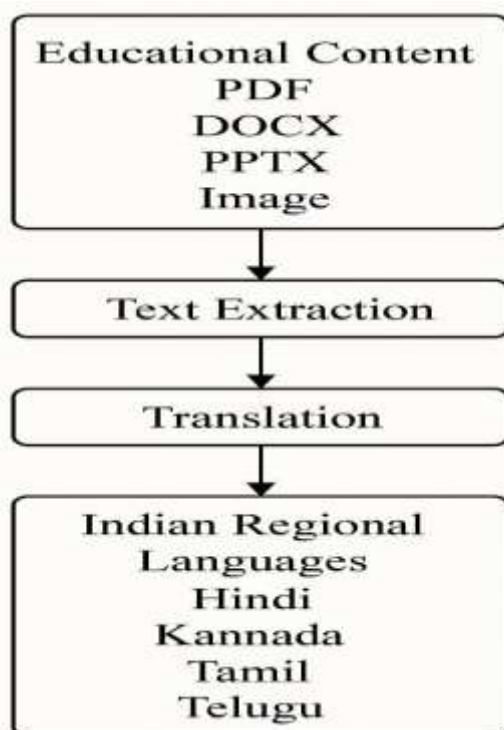 Educational Content
PDF
DOCX
PPTX
Image
Text Extraction
Translation
Indian Regional
Languages
Hindi
Kannada
Tamil
Telugu